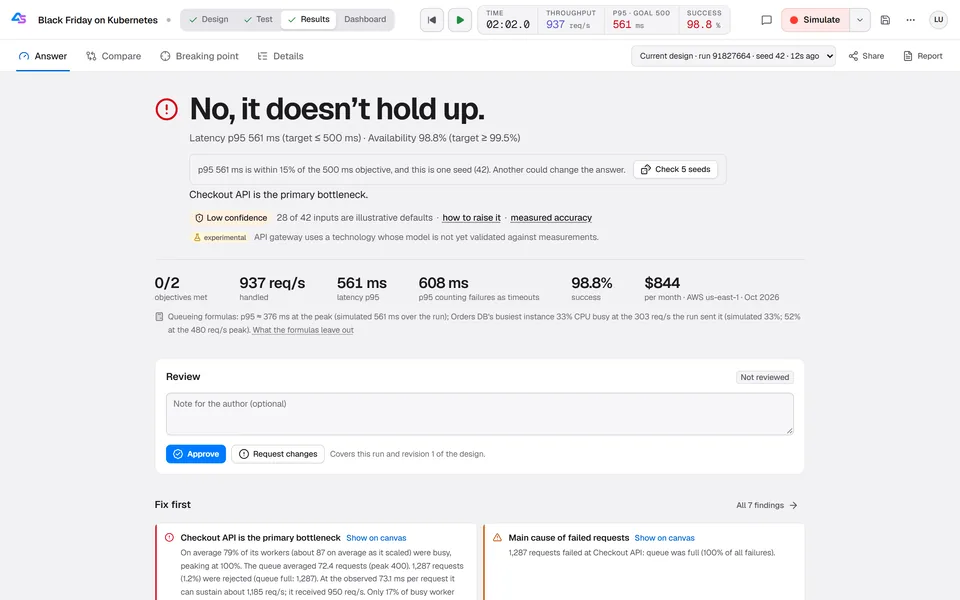 Black Friday on Kubernetes
Design
Test
Results
Dashboard
TIME
02:02.0
THROUGHPUT
937 req/s
P95 · GOAL 500
561 ms
SUCCESS
98.8 %
Simulate
LU
Answer
Compare
Breaking point
Details
Current design · run 91827664 · seed 42 · 12s ago
Share
Report
No, it doesn’t hold up.
Latency p95 561 ms (target ≤ 500 ms) · Availability 98.8% (target ≥ 99.5%)
p95 561 ms is within 15% of the 500 ms objective, and this is one seed (42). Another could change the answer.
Check 5 seeds
Checkout API is the primary bottleneck.
Low confidence 28 of 42 inputs are illustrative defaults · how to raise it · measured accuracy
experimental API gateway uses a technology whose model is not yet validated against measurements.
0/2
objectives met
937 req/s
handled
561 ms
latency p95
608 ms
p95 counting failures as timeouts
98.8%
success
$844
per month · AWS us-east-1 · Oct 2026
Queueing formulas: p95 ≈ 376 ms at the peak (simulated 561 ms over the run); Orders DB’s busiest instance 33% CPU busy at the 303 req/s the run sent it (simulated 33%; 52%
at the 480 req/s peak). What the formulas leave out
Review
Not reviewed
Note for the author (optional)
Approve
Request changes
Covers this run and revision 1 of the design.
Fix first
All 7 findings
Checkout API is the primary bottleneck Show on canvas
On average 79% of its workers (about 87 on average as it scaled) were busy,
peaking at 100%. The queue averaged 72.4 requests (peak 400). 1,287 requests
(1.2%) were rejected (queue full: 1,287). At the observed 73.1 ms per request it
can sustain about 1,185 req/s; it received 950 req/s. Only 17% of busy worker
Main cause of failed requests Show on canvas
1,287 requests failed at Checkout API: queue was full (100% of all failures).